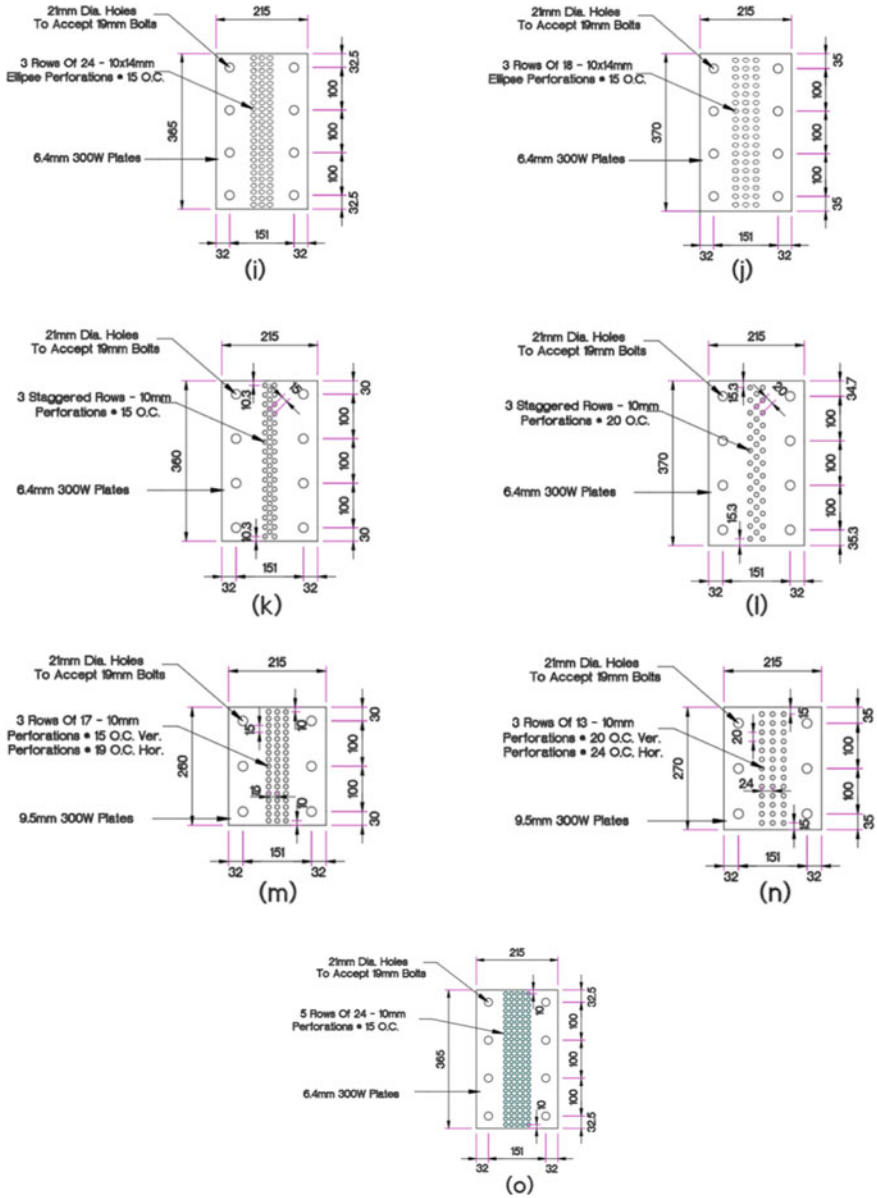 21mm Dia. Holes
To Accept 19mm Bolts
3 Rows Of 24 - 10x14mm
Ellipse Perforations • 15 O.C.
6.4mm 300W Plates
215
365
32.5
100
100
100
32.5
32
151
32
(i)
21mm Dia. Holes
To Accept 19mm Bolts
3 Rows Of 18 - 10x14mm
Ellipse Perforations • 15 O.C.
6.4mm 300W Plates
215
370
35
100
100
100
35
32
151
32
(j)
21mm Dia. Holes
To Accept 19mm Bolts
3 Staggered Rows - 10mm
Perforations • 15 O.C.
6.4mm 300W Plates
215
360
10.3
15
10.3
30
100
100
100
30
32
151
32
(k)
21mm Dia. Holes
To Accept 19mm Bolts
3 Staggered Rows - 10mm
Perforations • 20 O.C.
6.4mm 300W Plates
215
370
15.3
20
15.3
34.7
100
100
100
35.3
32
151
32
(l)
21mm Dia. Holes
To Accept 19mm Bolts
3 Rows Of 17 - 10mm
Perforations • 15 O.C. Ver.
Perforations • 19 O.C. Hor.
9.5mm 300W Plates
215
260
15
10
10
30
100
100
30
32
151
32
(m)
21mm Dia. Holes
To Accept 19mm Bolts
3 Rows Of 13 - 10mm
Perforations • 20 O.C. Ver.
Perforations • 24 O.C. Hor.
9.5mm 300W Plates
215
270
20
15
24
15
35
100
100
35
32
151
32
(n)
21mm Dia. Holes
To Accept 19mm Bolts
5 Rows Of 24 - 10mm
Perforations • 15 O.C.
6.4mm 300W Plates
215
365
10
10
32.5
100
100
100
32.5
32
151
32
(o)